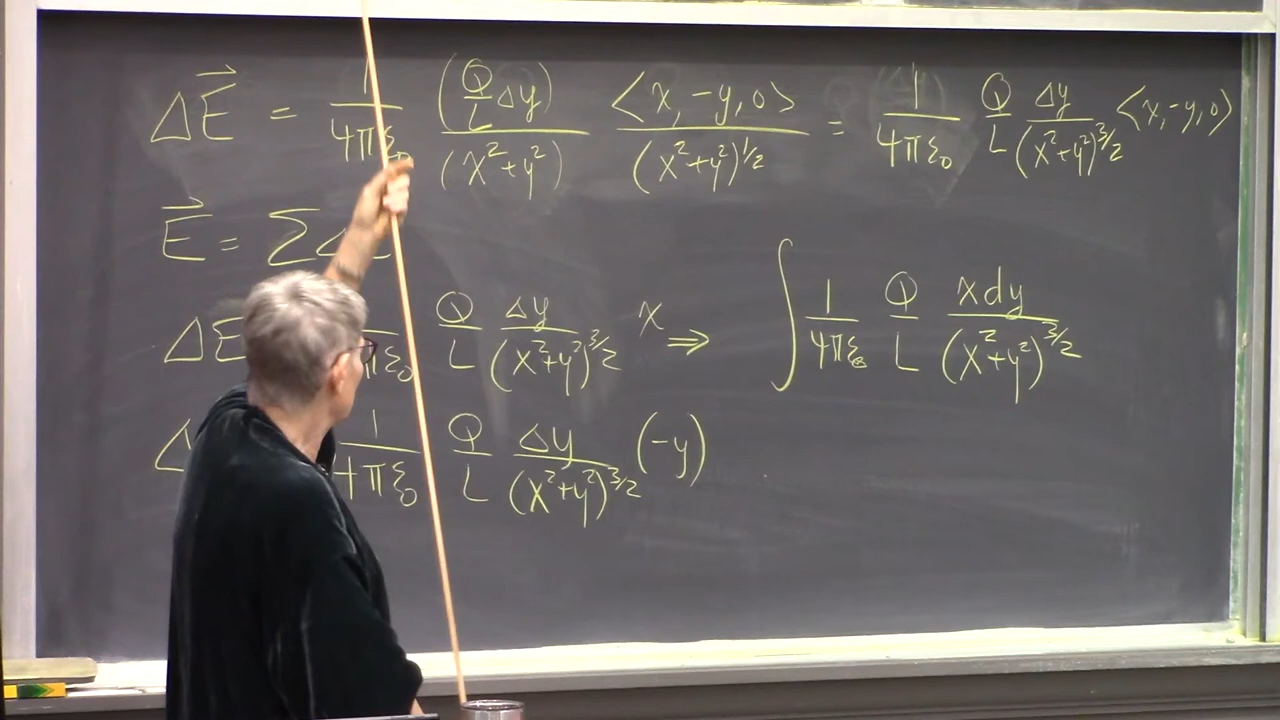 ΔE⃗ = 1/4πε₀ (Q/L Δy)/(x²+y²) <x, -y, 0>/(x²+y²)^1/2 = 1/4πε₀ Q/L Δy/(x²+y²)^3/2 <x, -y, 0>
E⃗ = Σ Δ
ΔE πε₀ Q/L Δy/(x²+y²)^3/2 x ⇒ ∫ 1/4πε₀ Q/L xdy/(x²+y²)^3/2
Δ 1/4πε₀ Q/L Δy/(x²+y²)^3/2 (-y)